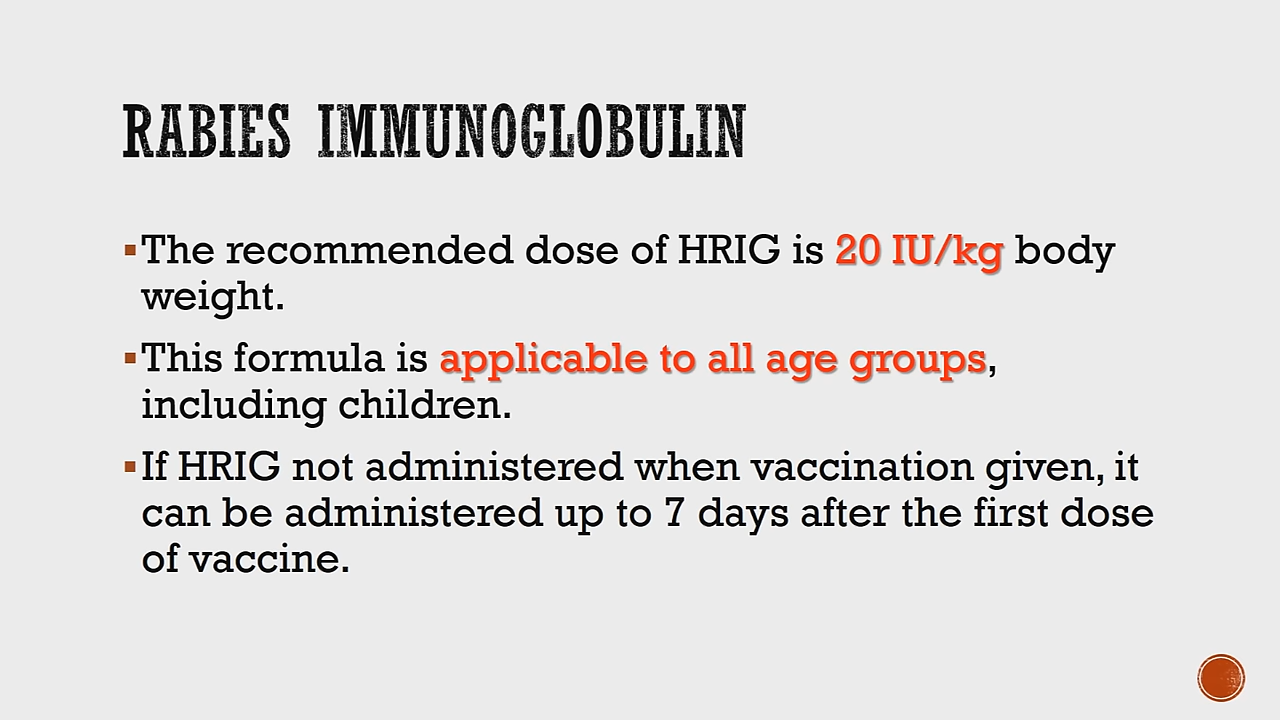 RABIES IMMUNOGLOBULIN
▪The recommended dose of HRIG is 20 IU/kg body
weight.
▪This formula is applicable to all age groups,
including children.
▪If HRIG not administered when vaccination given, it
can be administered up to 7 days after the first dose
of vaccine.